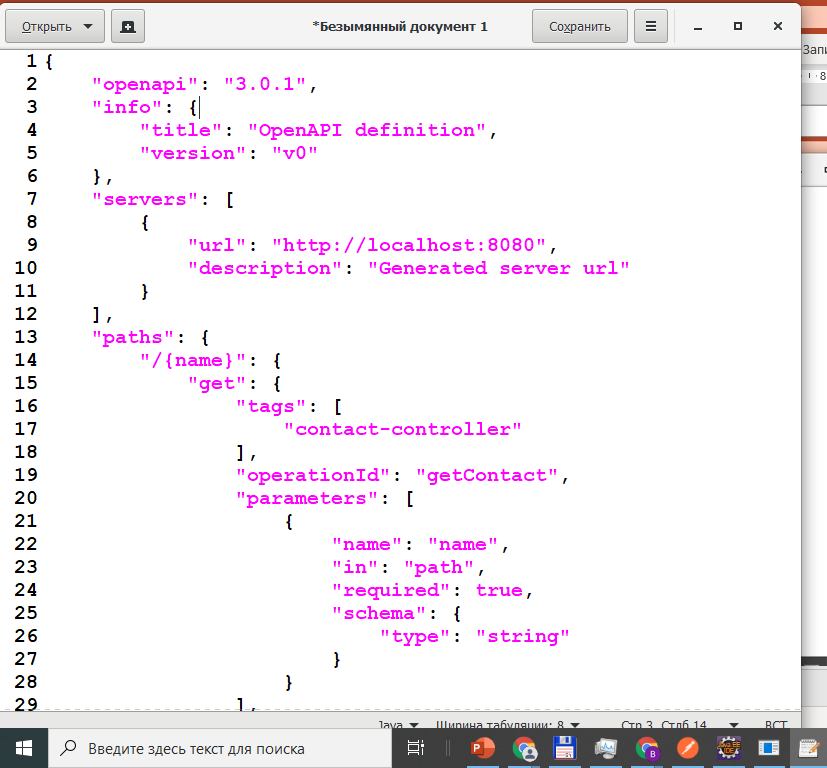 Открыть
*Безымянный документ 1
Сохранить
1 {
2     "openapi": "3.0.1",
3     "info": {
4         "title": "OpenAPI definition",
5         "version": "v0"
6     },
7     "servers": [
8         {
9             "url": "http://localhost:8080",
10             "description": "Generated server url"
11         }
12     ],
13     "paths": {
14         "/{name}": {
15             "get": {
16                 "tags": [
17                     "contact-controller"
18                 ],
19                 "operationId": "getContact",
20                 "parameters": [
21                     {
22                         "name": "name",
23                         "in": "path",
24                         "required": true,
25                         "schema": {
26                             "type": "string"
27                         }
28                     }
29                 ],
Java Ширина табуляции: 8 Стр 3, Стлб 14 ВСТ
Введите здесь текст для поиска